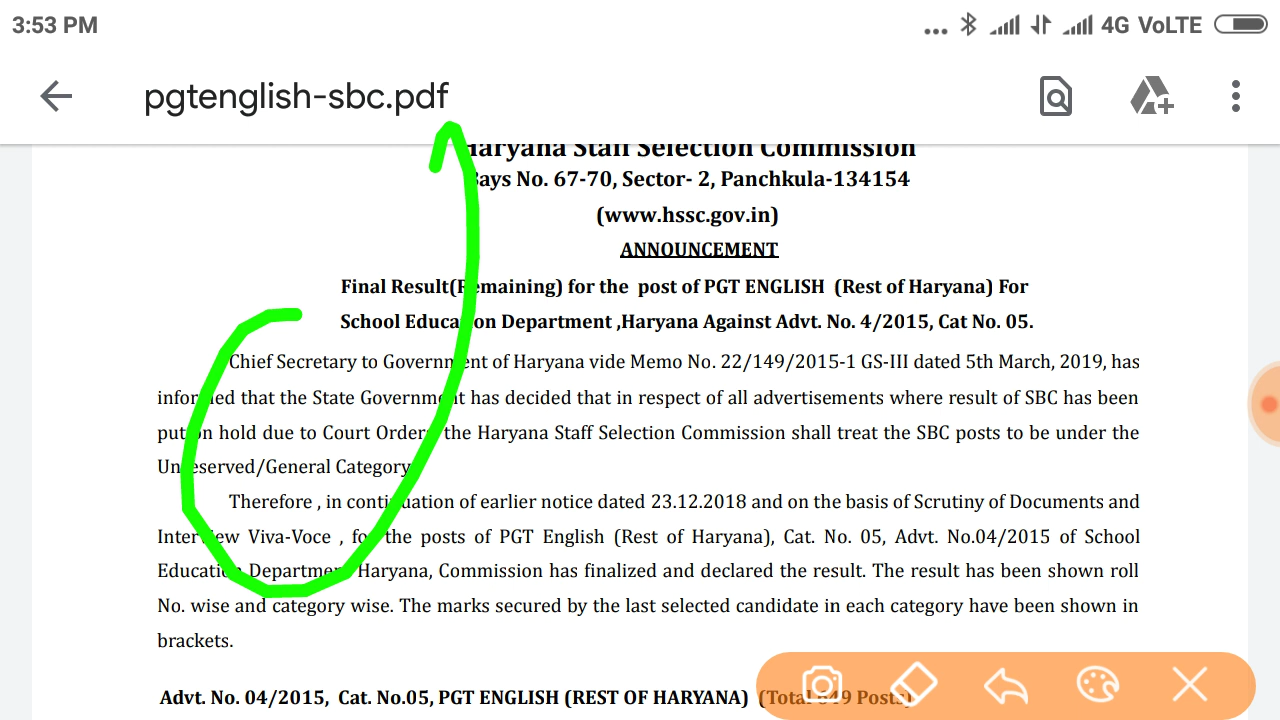 3:53 PM
4G VoLTE
pgtenglish-sbc.pdf
Haryana Staff Selection Commission
Bays No. 67-70, Sector- 2, Panchkula-134154
(www.hssc.gov.in)
ANNOUNCEMENT
Final Result(Remaining) for the post of PGT ENGLISH (Rest of Haryana) For
School Education Department ,Haryana Against Advt. No. 4/2015, Cat No. 05.
Chief Secretary to Government of Haryana vide Memo No. 22/149/2015-1 GS-III dated 5th March, 2019, has
informed that the State Government has decided that in respect of all advertisements where result of SBC has been
put on hold due to Court Orders the Haryana Staff Selection Commission shall treat the SBC posts to be under the
Unreserved/General Category
Therefore , in continuation of earlier notice dated 23.12.2018 and on the basis of Scrutiny of Documents and
Interview Viva-Voce , for the posts of PGT English (Rest of Haryana), Cat. No. 05, Advt. No.04/2015 of School
Education Department Haryana, Commission has finalized and declared the result. The result has been shown roll
No. wise and category wise. The marks secured by the last selected candidate in each category have been shown in
brackets.
Advt. No. 04/2015, Cat. No.05, PGT ENGLISH (REST OF HARYANA) (Total Posts)